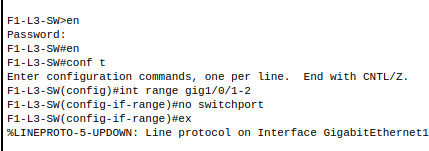 F1-L3-SW>en
Password:
F1-L3-SW#en
F1-L3-SW#conf t
Enter configuration commands, one per line.  End with CNTL/Z.
F1-L3-SW(config)#int range gig1/0/1-2
F1-L3-SW(config-if-range)#no switchport
F1-L3-SW(config-if-range)#ex
%LINEPROTO-5-UPDOWN: Line protocol on Interface GigabitEthernet1